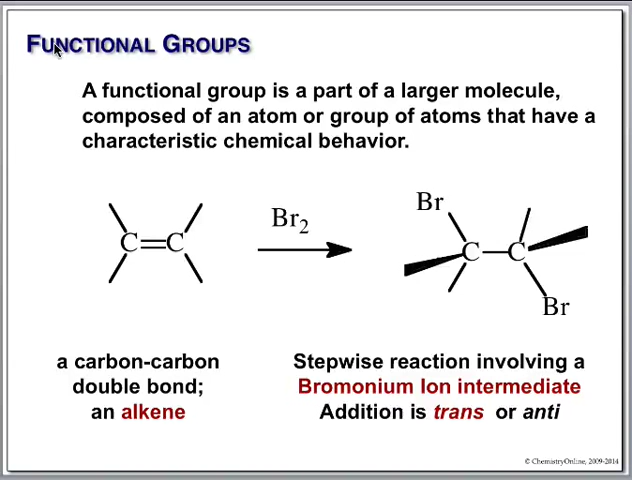 FUNCTIONAL GROUPS
A functional group is a part of a larger molecule,
composed of an atom or group of atoms that have a
characteristic chemical behavior.
Br
Br2
C=C
C—C
Br
a carbon-carbon
double bond;
an alkene
Stepwise reaction involving a
Bromonium Ion intermediate
Addition is trans or anti
© ChemistryOnline, 2009-2014